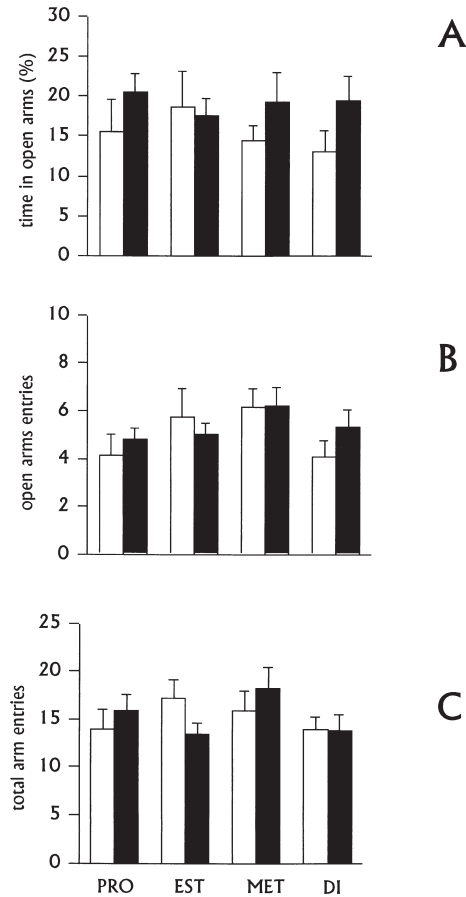 A
time in open arms (%)
30
25
20
15
10
5
0
B
open arms entries
10
8
6
4
2
0
C
total arm entries
25
20
15
10
5
0
PRO EST MET DI